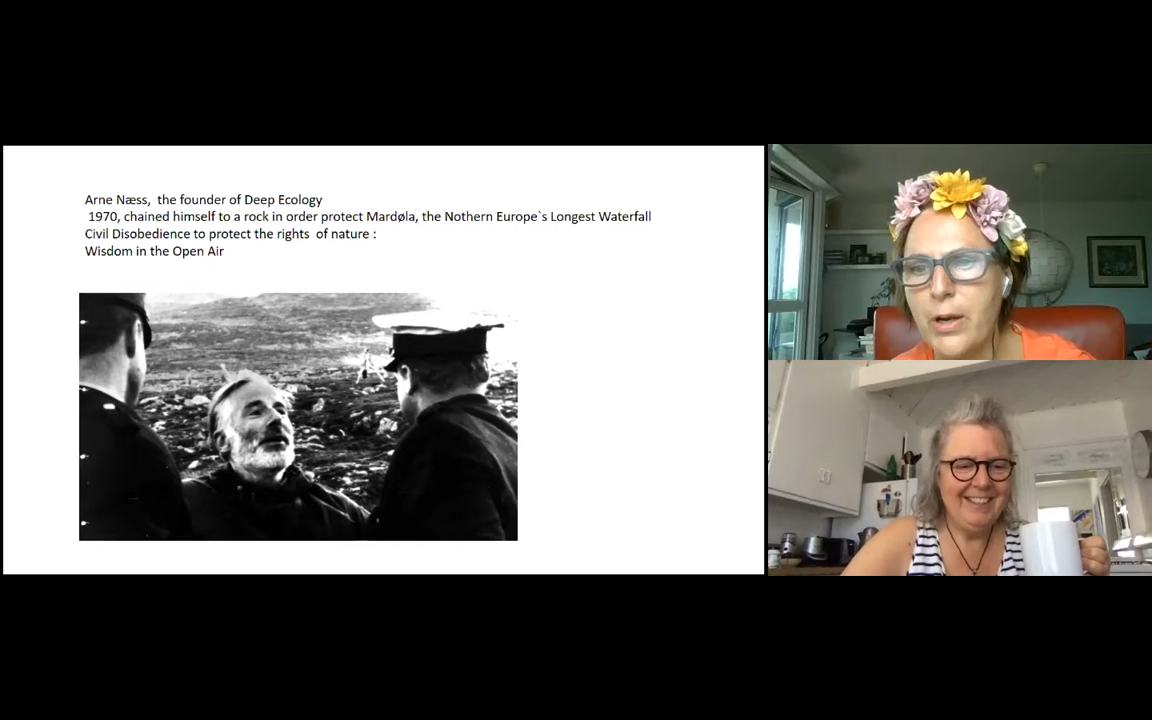 Arne Næss,  the founder of Deep Ecology
1970, chained himself to a rock in order protect Mardøla, the Nothern Europe`s Longest Waterfall
Civil Disobedience to protect the rights  of nature :
Wisdom in the Open Air